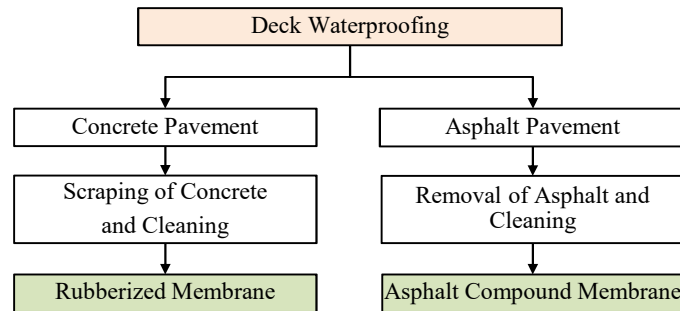 Deck Waterproofing
Concrete Pavement
Asphalt Pavement
Scraping of Concrete
and Cleaning
Removal of Asphalt and
Cleaning
Rubberized Membrane
Asphalt Compound Membrane